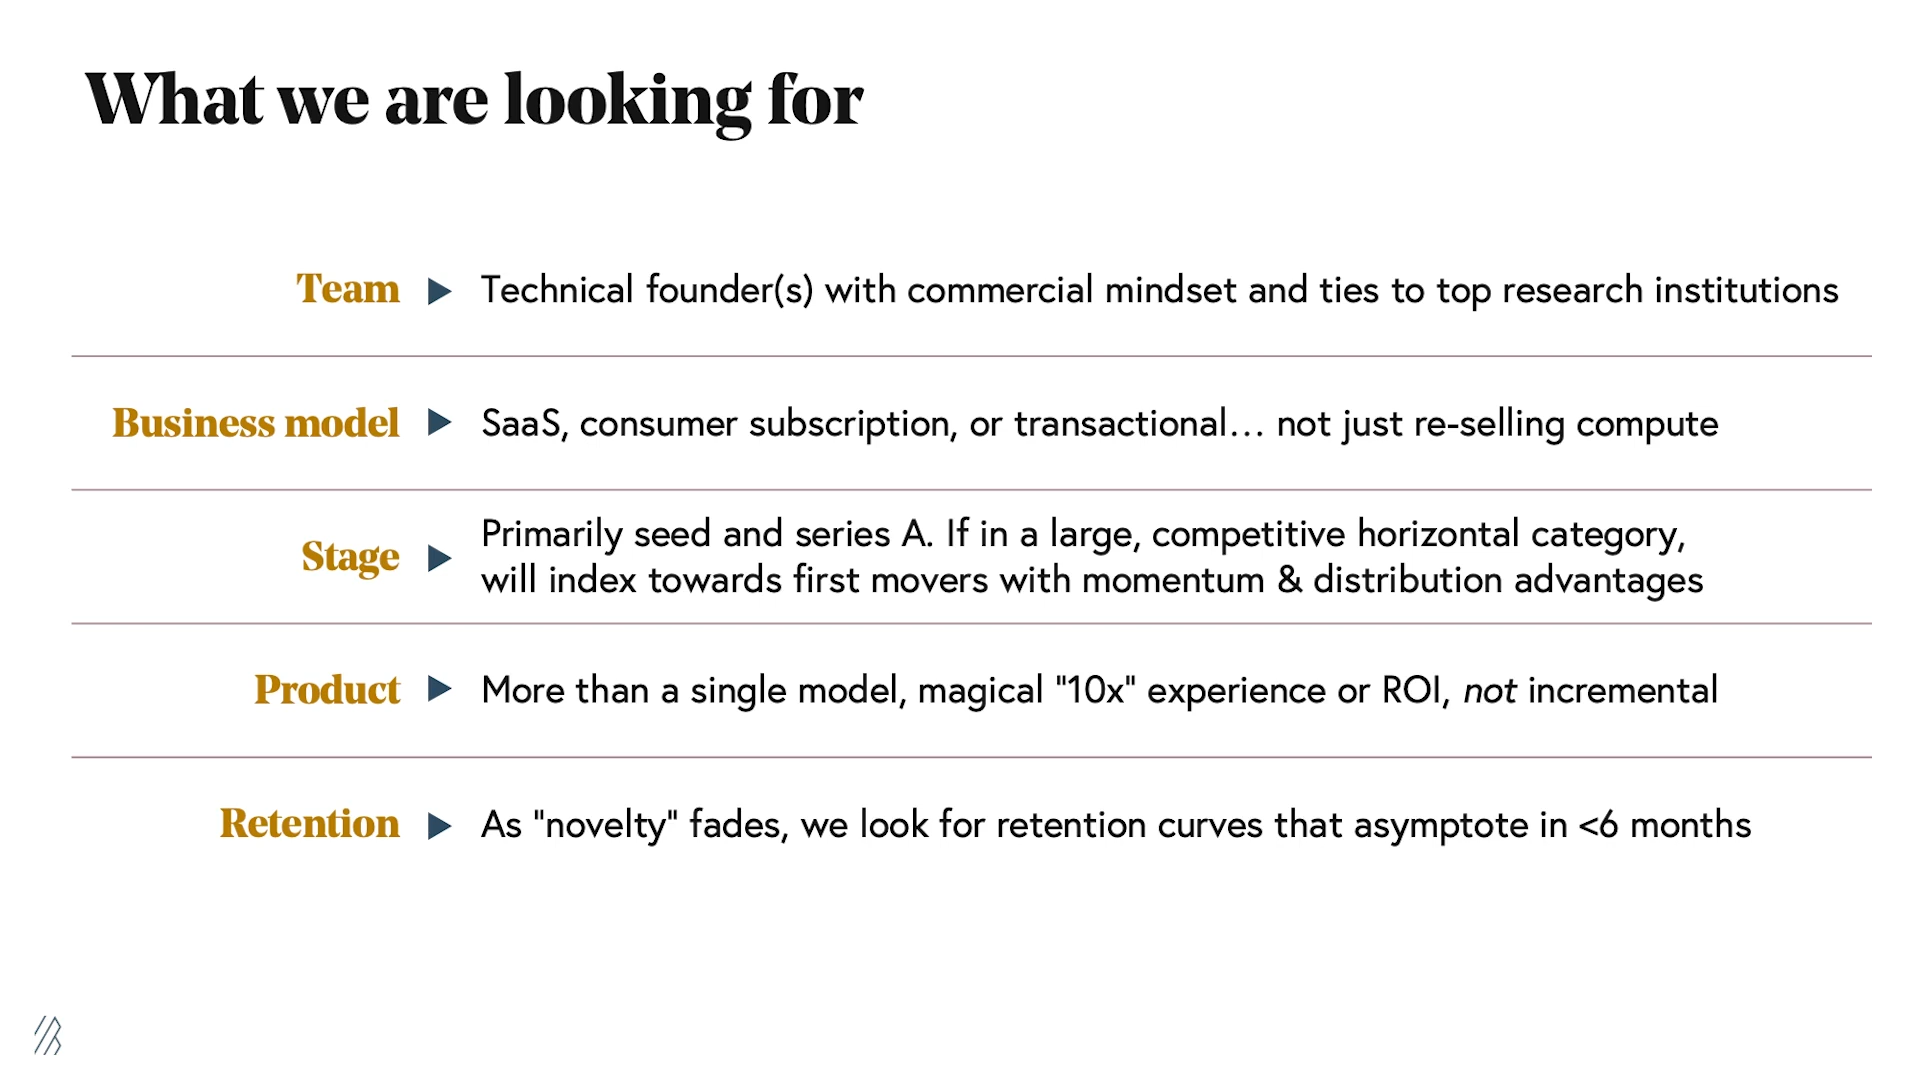 What we are looking for
Team
Technical founder(s) with commercial mindset and ties to top research institutions
Business model
SaaS, consumer subscription, or transactional… not just re-selling compute
Stage
Primarily seed and series A. If in a large, competitive horizontal category,
will index towards first movers with momentum & distribution advantages
Product
More than a single model, magical "10x" experience or ROI, not incremental
Retention
As "novelty" fades, we look for retention curves that asymptote in <6 months